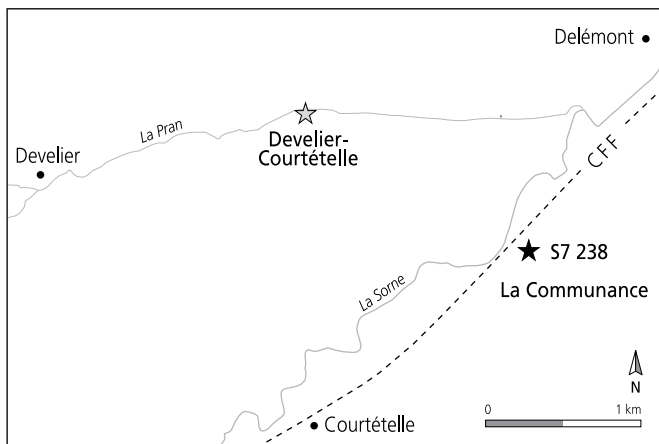 Delémont
La Pran
Develier-
Courtételle
Develier
CFF
S7 238
La Communance
La Sorne
N
0 1 km
Courtételle